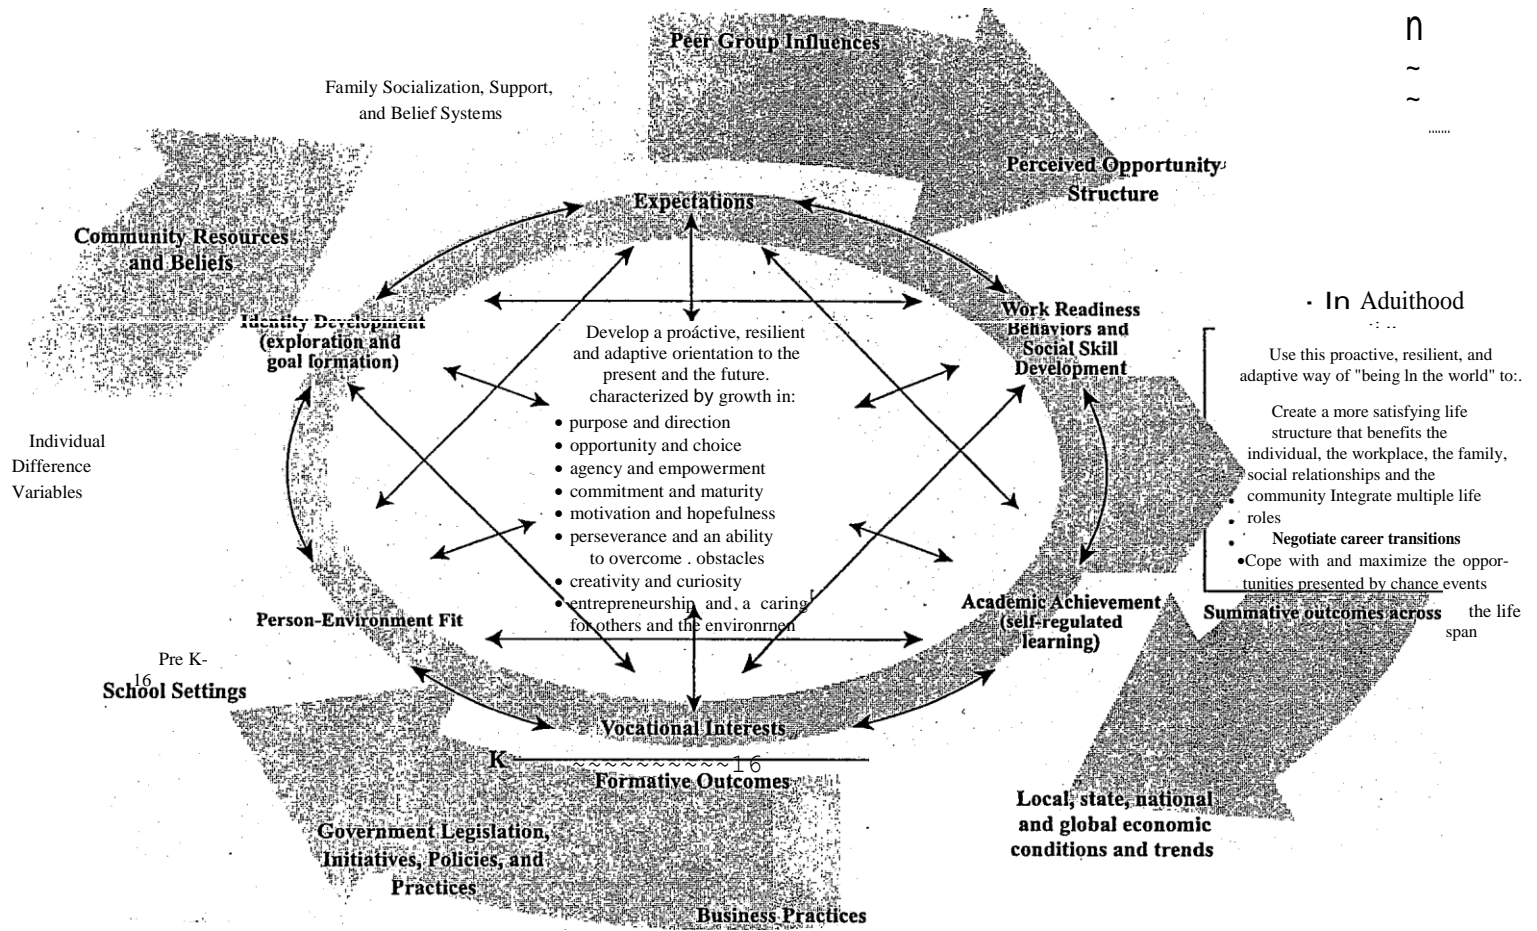 n
~
~
.......
Peer Group Influences
Family Socialization, Support,
and Belief Systems
Perceived Opportunity
Structure
Expectations
Community Resources
and Beliefs
Identity Development
(exploration and
goal formation)
Work Readiness
Behaviors and
Social Skill
Development
Develop a proactive, resilient
and adaptive orientation to the
present and the future.
characterized by growth in:
• purpose and direction
• opportunity and choice
• agency and empowerment
• commitment and maturity
• motivation and hopefulness
• perseverance and an ability
to overcome . obstacles
• creativity and curiosity
• entrepreneurship and, a caring
for others and the environrnen
· In Aduithood
Use this proactive, resilient, and
adaptive way of "being ln the world" to:.
Create a more satisfying life
structure that benefits the
individual, the workplace, the family,
social relationships and the
• community Integrate multiple life
• roles
• Negotiate career transitions
•Cope with and maximize the oppor-
tunities presented by chance events
Summative outcomes across the life
span
Individual
Difference
Variables
Person-Environment Fit
Academic Achievement
(self-regulated
learning)
Pre K-
16
School Settings
Vocational Interests
K ~~~~~~~~~~16
Formative Outcomes
Government Legislation,
Initiatives, Policies, and
Practices
Business Practices
Local, state, national
and global economic
conditions and trends